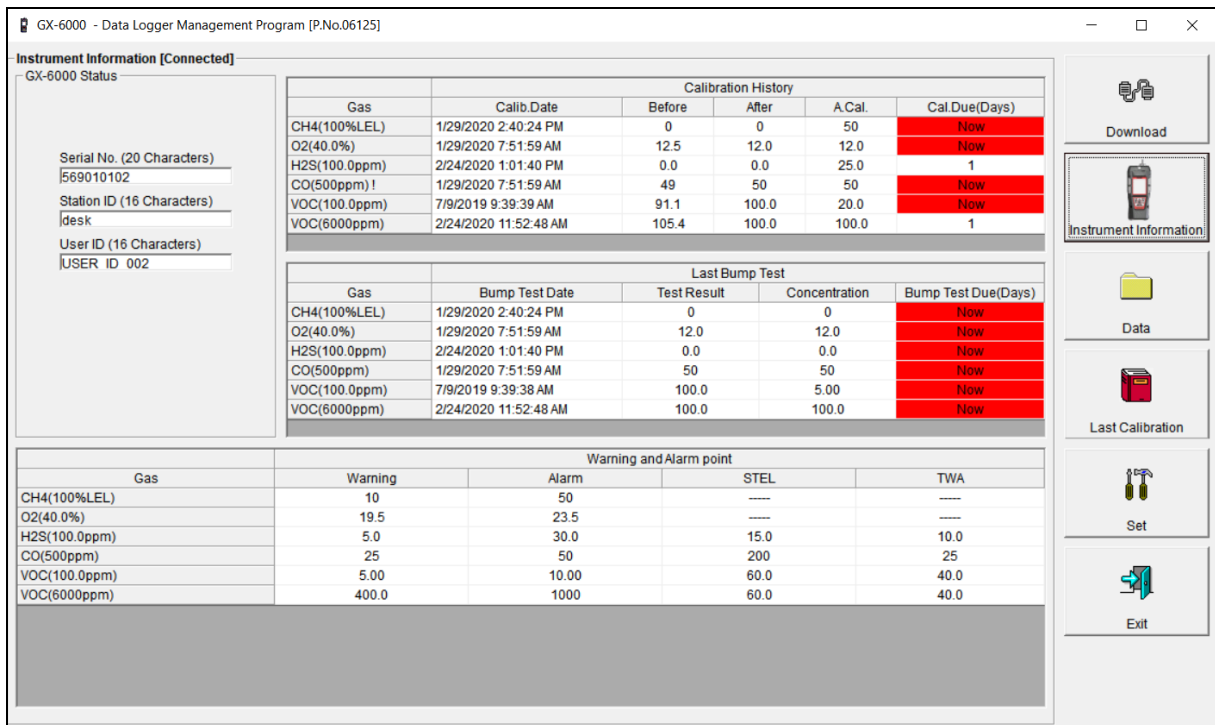 GX-6000 - Data Logger Management Program [P.No.06125]
Instrument Information [Connected]
GX-6000 Status
Serial No. (20 Characters)
569010102
Station ID (16 Characters)
desk
User ID (16 Characters)
USER_ID_002
Calibration History
Gas Calib.Date Before After A.Cal. Cal.Due(Days)
CH4(100%LEL) 1/29/2020 2:40:24 PM 0 0 50 Now
O2(40.0%) 1/29/2020 7:51:59 AM 12.5 12.0 12.0 Now
H2S(100.0ppm) 2/24/2020 1:01:40 PM 0.0 0.0 25.0 1
CO(500ppm) ! 1/29/2020 7:51:59 AM 49 50 50 Now
VOC(100.0ppm) 7/9/2019 9:39:39 AM 91.1 100.0 20.0 Now
VOC(6000ppm) 2/24/2020 11:52:48 AM 105.4 100.0 100.0 1
Last Bump Test
Gas Bump Test Date Test Result Concentration Bump Test Due(Days)
CH4(100%LEL) 1/29/2020 2:40:24 PM 0 0 Now
O2(40.0%) 1/29/2020 7:51:59 AM 12.0 12.0 Now
H2S(100.0ppm) 2/24/2020 1:01:40 PM 0.0 0.0 Now
CO(500ppm) 1/29/2020 7:51:59 AM 50 50 Now
VOC(100.0ppm) 7/9/2019 9:39:38 AM 100.0 5.00 Now
VOC(6000ppm) 2/24/2020 11:52:48 AM 100.0 100.0 Now
Warning and Alarm point
Gas Warning Alarm STEL TWA
CH4(100%LEL) 10 50 ----- -----
O2(40.0%) 19.5 23.5 ----- -----
H2S(100.0ppm) 5.0 30.0 15.0 10.0
CO(500ppm) 25 50 200 25
VOC(100.0ppm) 5.00 10.00 60.0 40.0
VOC(6000ppm) 400.0 1000 60.0 40.0
Download
Instrument Information
Data
Last Calibration
Set
Exit